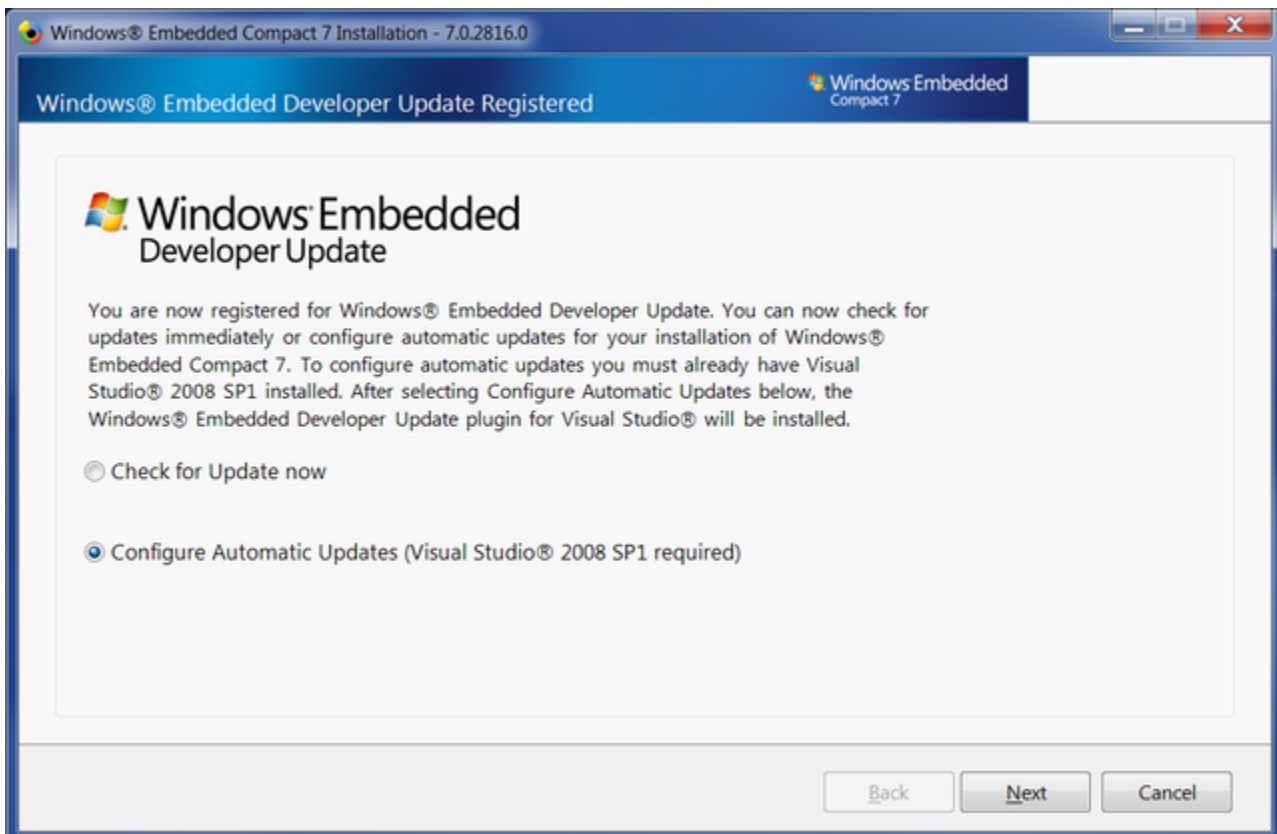 Windows® Embedded Compact 7 Installation - 7.0.2816.0
Windows® Embedded Developer Update Registered
Windows Embedded
Compact 7
Windows Embedded
Developer Update
You are now registered for Windows® Embedded Developer Update. You can now check for
updates immediately or configure automatic updates for your installation of Windows®
Embedded Compact 7. To configure automatic updates you must already have Visual
Studio® 2008 SP1 installed. After selecting Configure Automatic Updates below, the
Windows® Embedded Developer Update plugin for Visual Studio® will be installed.
Check for Update now
Configure Automatic Updates (Visual Studio® 2008 SP1 required)
Back
Next
Cancel